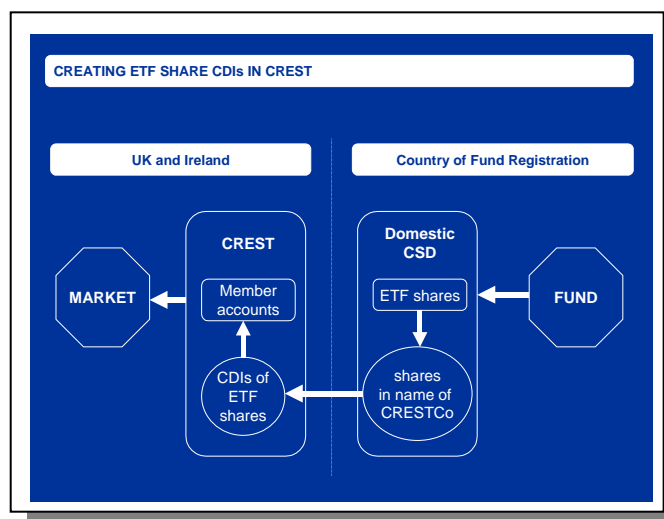 CREATING ETF SHARE CDIs IN CREST
UK and Ireland
Country of Fund Registration
CREST
Domestic
CSD
MARKET
Member
accounts
ETF shares
FUND
CDIs of
ETF
shares
shares
in name of
CRESTCo